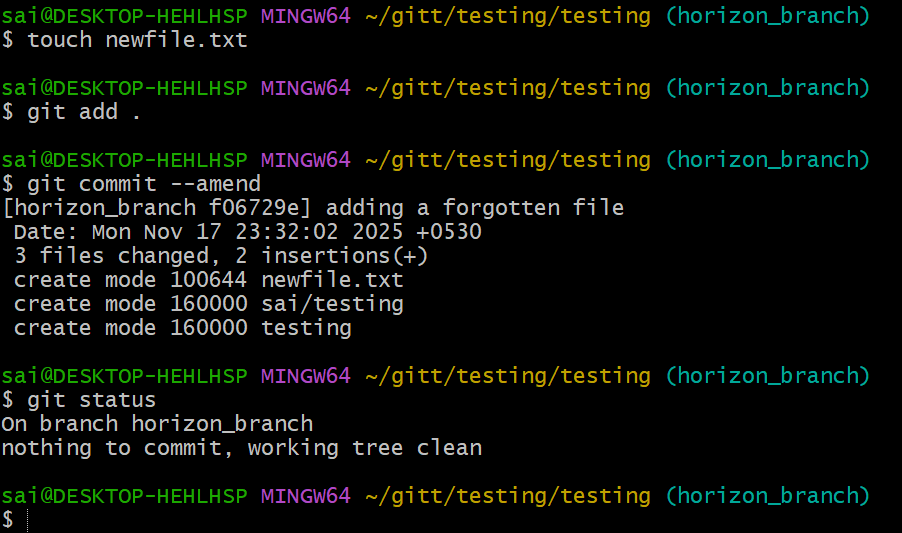 sai@DESKTOP-HEHLHSP MINGW64 ~/gitt/testing/testing (horizon_branch)
$ touch newfile.txt
sai@DESKTOP-HEHLHSP MINGW64 ~/gitt/testing/testing (horizon_branch)
$ git add .
sai@DESKTOP-HEHLHSP MINGW64 ~/gitt/testing/testing (horizon_branch)
$ git commit --amend
[horizon_branch f06729e] adding a forgotten file
 Date: Mon Nov 17 23:32:02 2025 +0530
 3 files changed, 2 insertions(+)
 create mode 100644 newfile.txt
 create mode 160000 sai/testing
 create mode 160000 testing
sai@DESKTOP-HEHLHSP MINGW64 ~/gitt/testing/testing (horizon_branch)
$ git status
On branch horizon_branch
nothing to commit, working tree clean
sai@DESKTOP-HEHLHSP MINGW64 ~/gitt/testing/testing (horizon_branch)
$